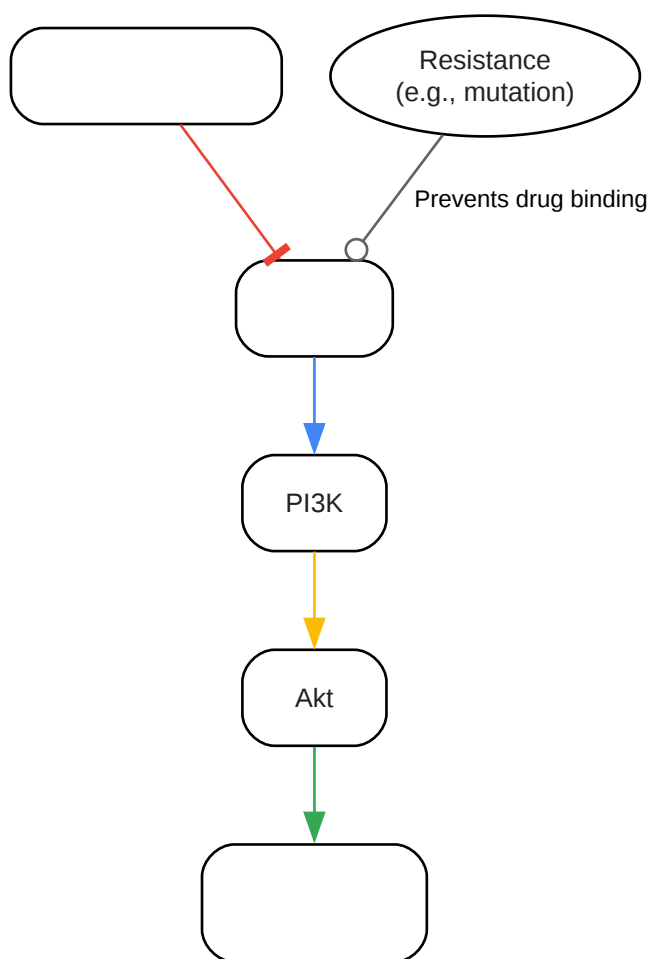 Resistance
(e.g., mutation)
Prevents drug binding
PI3K
Akt